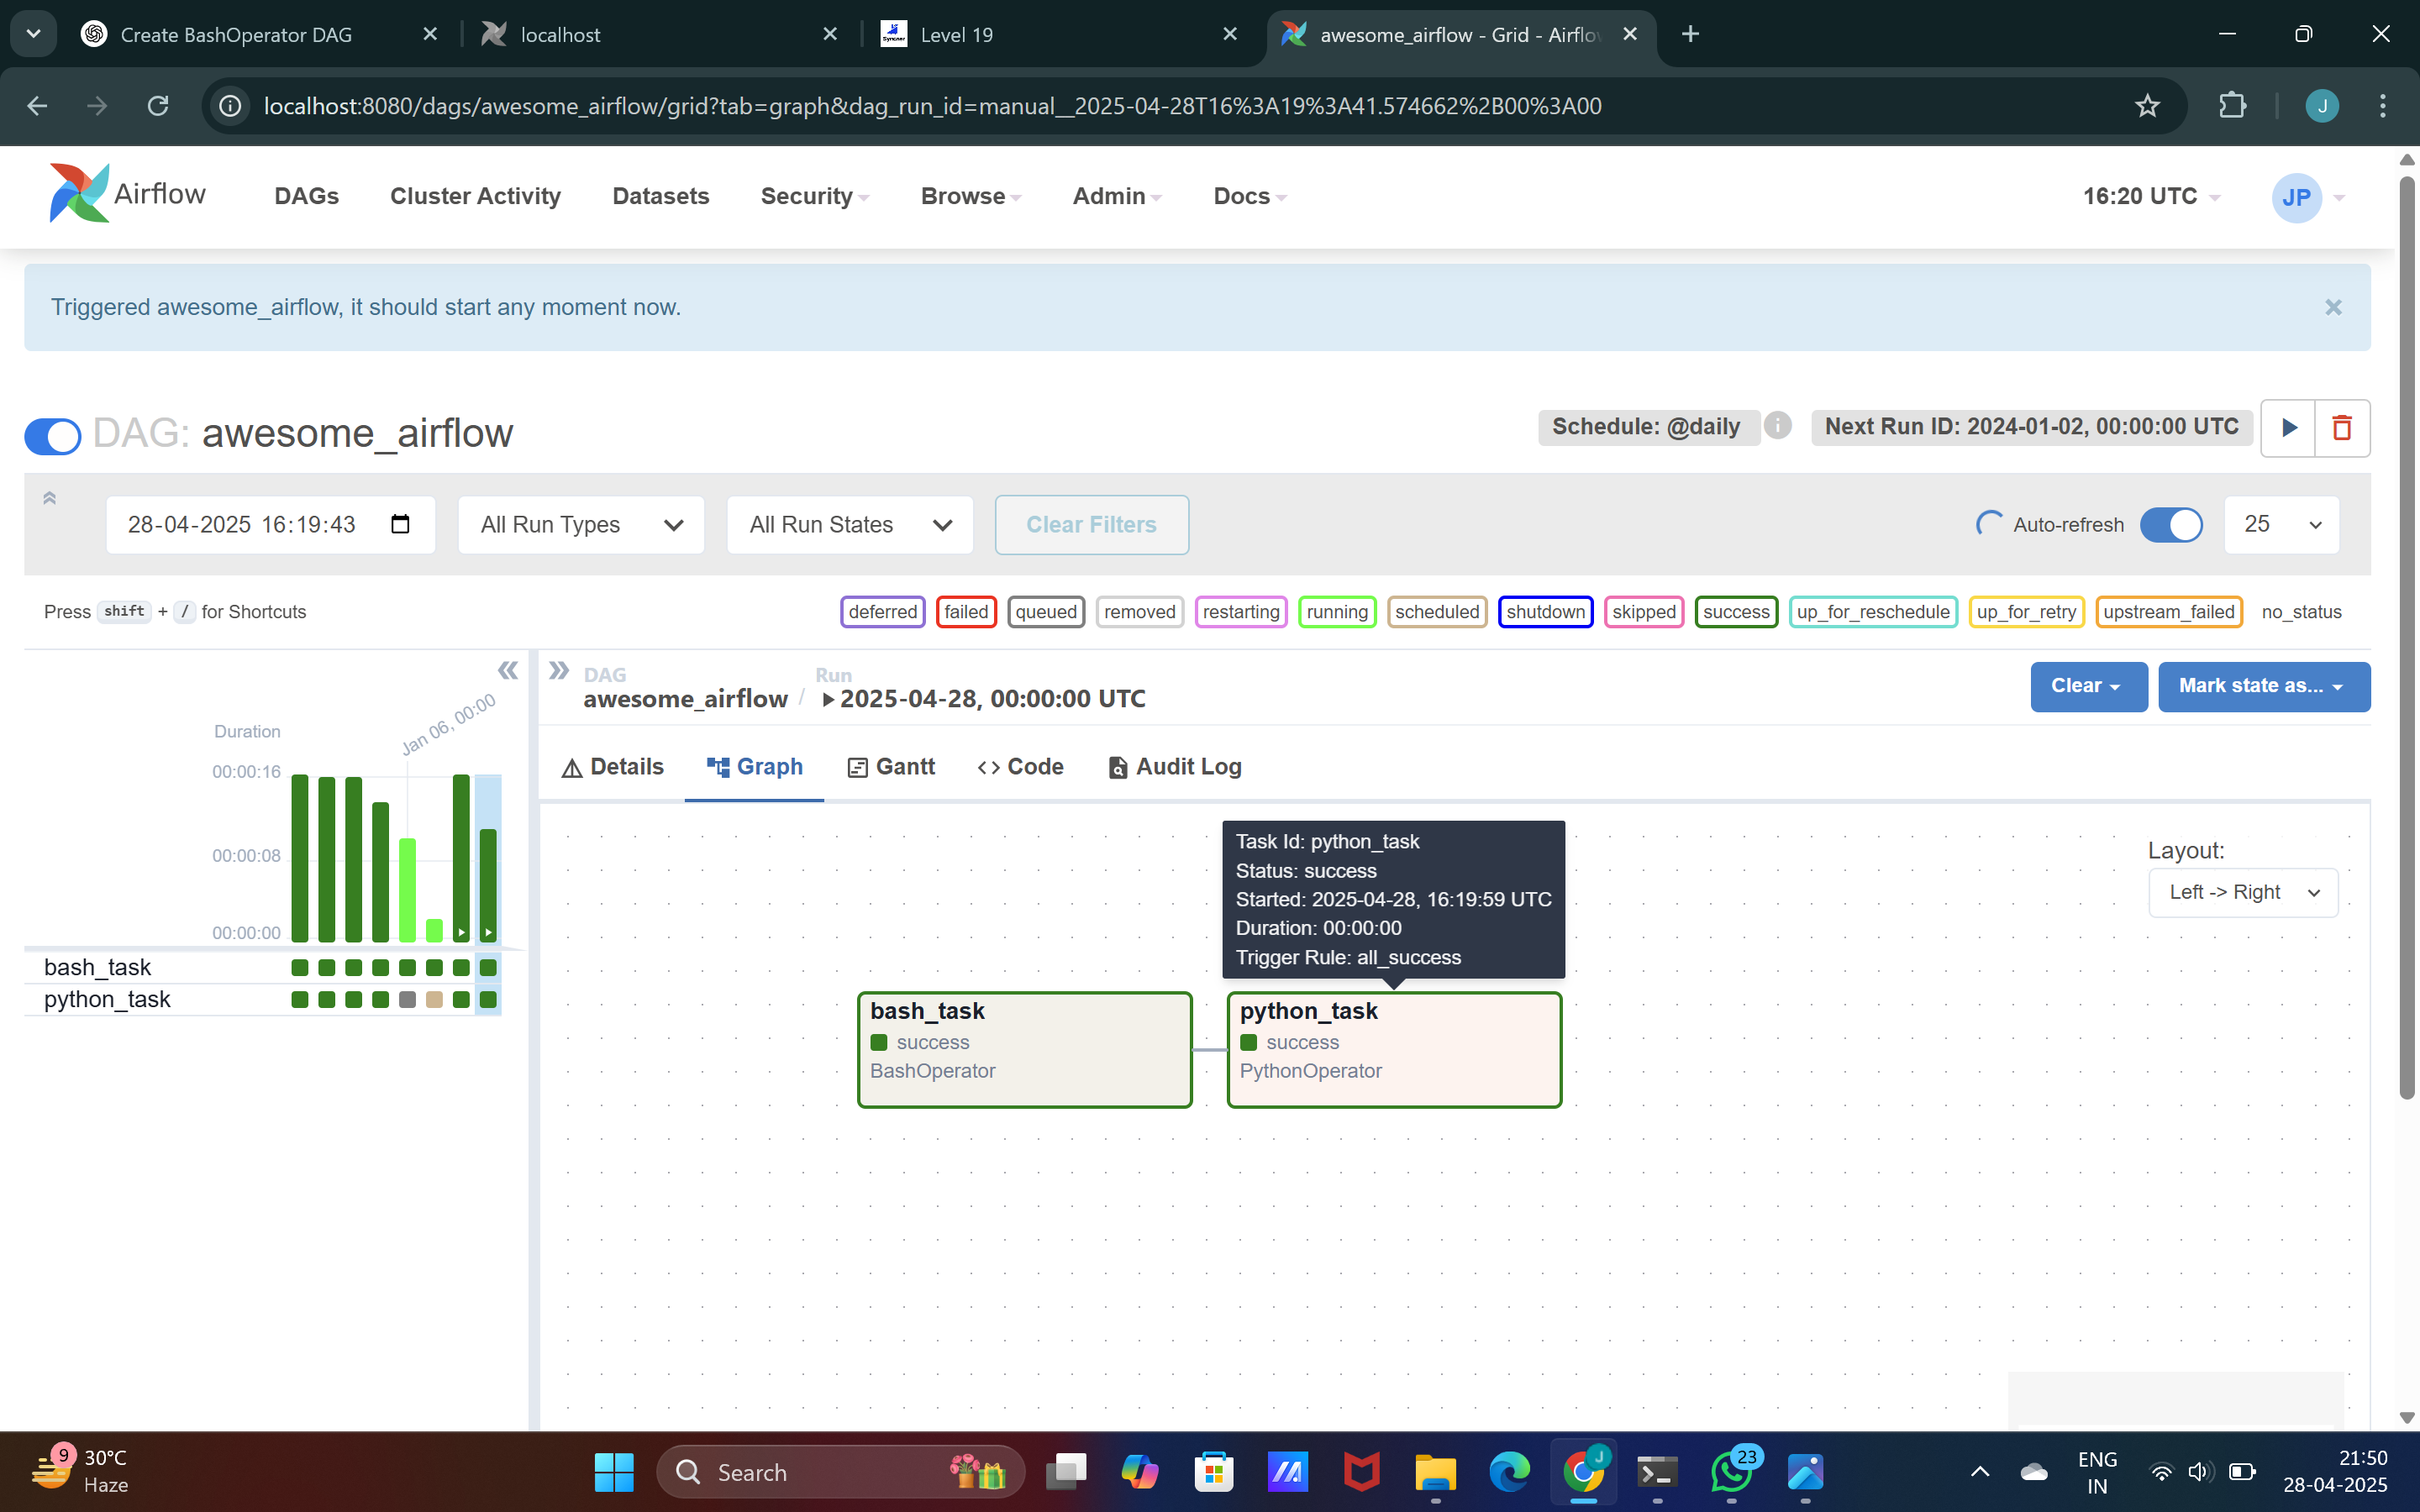 Create BashOperator DAG
localhost
Syncner
Level 19
awesome_airflow - Grid - Airflo
localhost:8080/dags/awesome_airflow/grid?tab=graph&dag_run_id=manual__2025-04-28T16%3A19%3A41.574662%2B00%3A00
J
Airflow
DAGs
Cluster Activity
Datasets
Security
Browse
Admin
Docs
16:20 UTC
JP
Triggered awesome_airflow, it should start any moment now.
×
DAG: awesome_airflow
Schedule: @daily
Next Run ID: 2024-01-02, 00:00:00 UTC
28-04-2025 16:19:43
All Run Types
All Run States
Clear Filters
Auto-refresh
25
Press shift + / for Shortcuts
deferred
failed
queued
removed
restarting
running
scheduled
shutdown
skipped
success
up_for_reschedule
up_for_retry
upstream_failed
no_status
DAG
awesome_airflow
/
Run
2025-04-28, 00:00:00 UTC
Clear
Mark state as...
Duration
Jan 06, 00:00
00:00:16
00:00:08
00:00:00
bash_task
python_task
Details
Graph
Gantt
Code
Audit Log
Task Id: python_task
Status: success
Started: 2025-04-28, 16:19:59 UTC
Duration: 00:00:00
Trigger Rule: all_success
Layout:
Left -> Right
bash_task
success
BashOperator
python_task
success
PythonOperator
9
30°C
Haze
Search
J
23
ENG
IN
21:50
28-04-2025